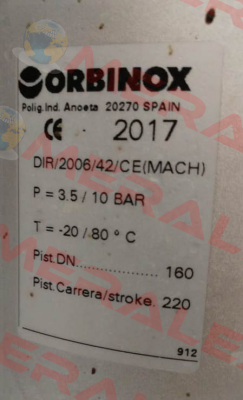 ORBINOX
Polig. Ind. Anoeta 20270 SPAIN
CE 2017
DIR/2006/42/CE(MACH)
P = 3.5 / 10 BAR
T = -20 / 80 º C
Pist.DN. 160
Pist.Carrera/stroke. 220
912